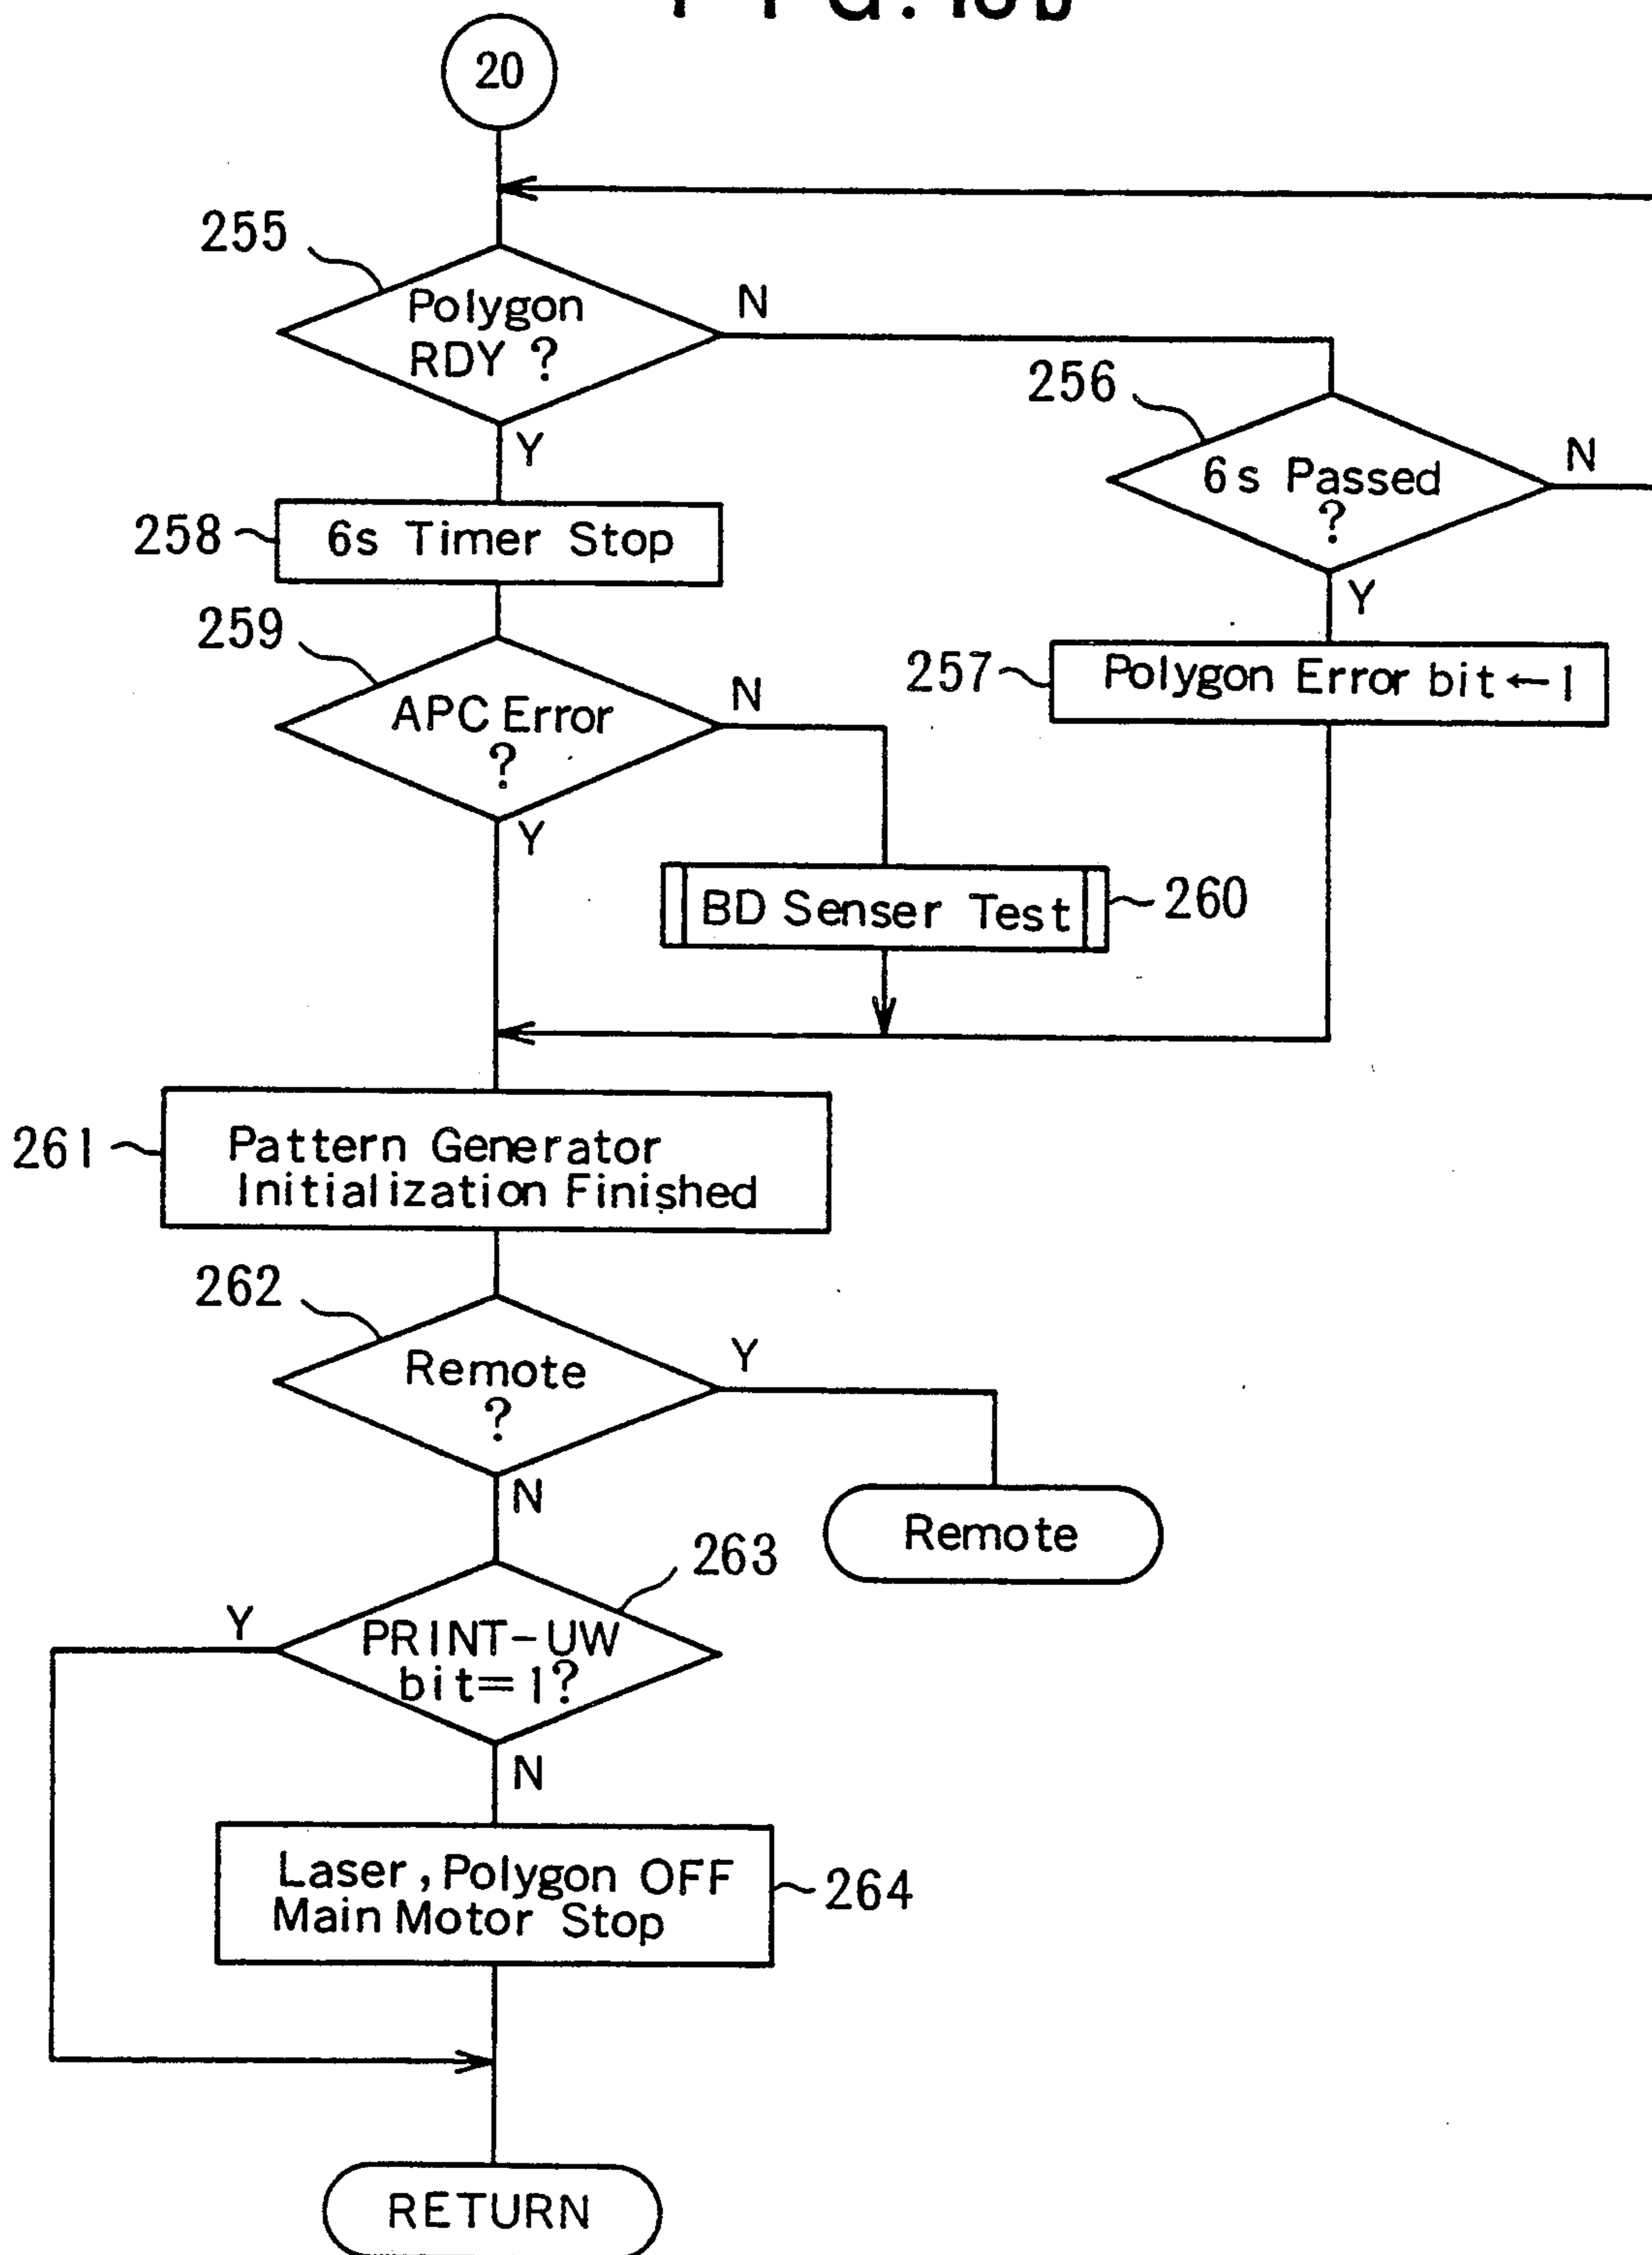 20
255
Polygon
RDY ?
N
Y
256
6s Passed
?
N
Y
258
6s Timer Stop
257
Polygon Error bit ← 1
259
APC Error
?
N
Y
BD Senser Test
260
261
Pattern Generator
Initialization Finished
262
Remote
?
Y
N
Remote
263
PRINT-UW
bit=1?
Y
N
Laser, Polygon OFF
Main Motor Stop
264
RETURN